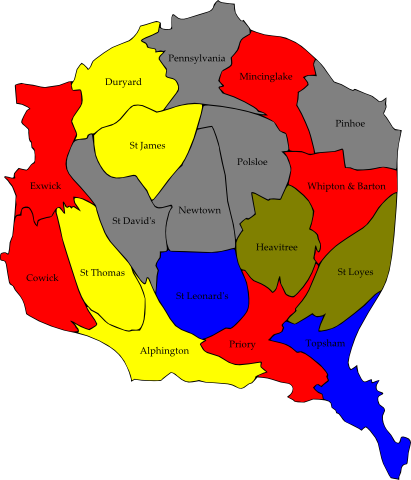 Pennsylvania
Duryard
Mincinglake
Pinhoe
St James
Polsloe
Exwick
Whipton & Barton
Newtown
St David's
Heavitree
St Thomas
St Loyes
Cowick
St Leonard's
Topsham
Priory
Alphington